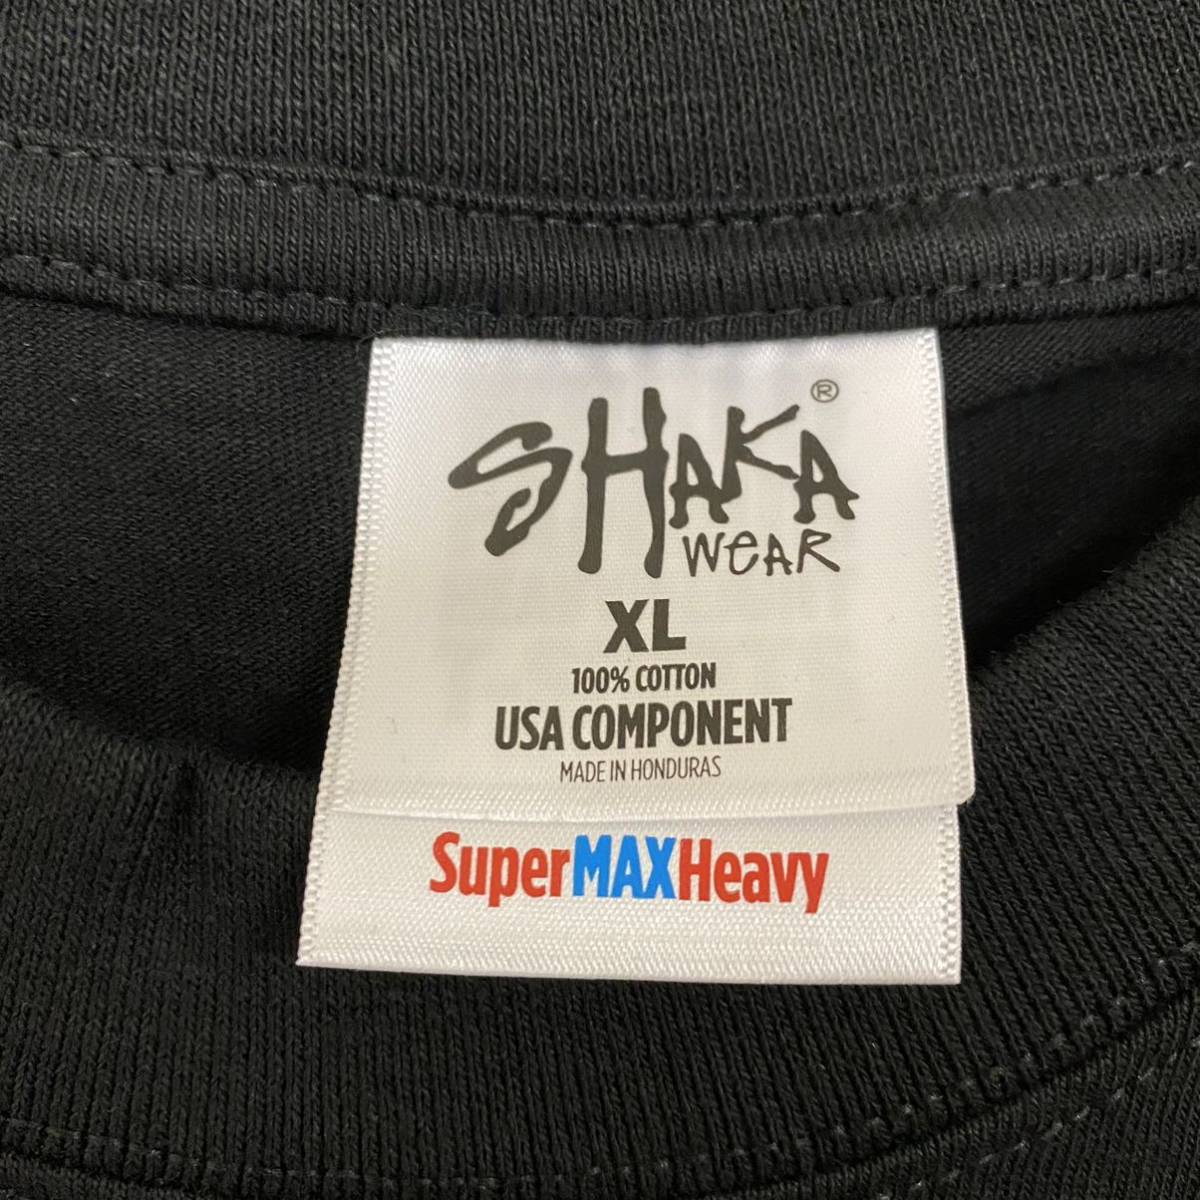 SHAKA®
WEAR
XL
100% COTTON
USA COMPONENT
MADE IN HONDURAS
SuperMAXHeavy